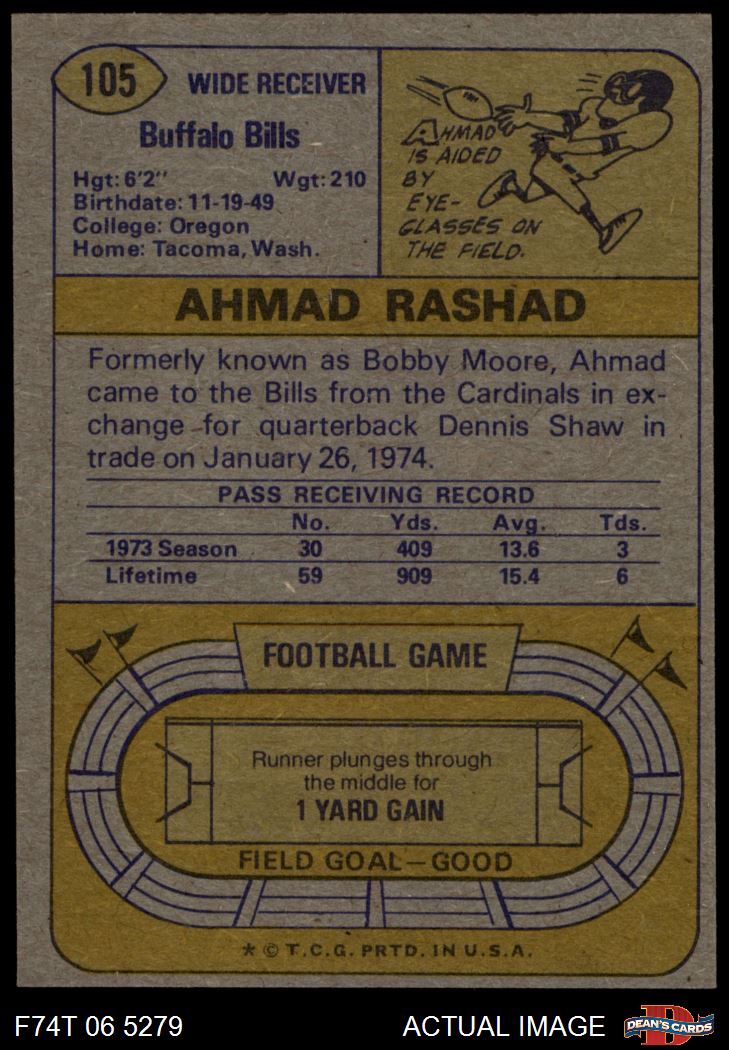 105 WIDE RECEIVER
Buffalo Bills
Hgt: 6'2" Wgt: 210
Birthdate: 11-19-49
College: Oregon
Home: Tacoma, Wash.
AHMAD
IS AIDED
BY
EYE-
GLASSES ON
THE FIELD.
AHMAD RASHAD
Formerly known as Bobby Moore, Ahmad
came to the Bills from the Cardinals in ex-
change for quarterback Dennis Shaw in
trade on January 26, 1974.
PASS RECEIVING RECORD
No. Yds. Avg. Tds.
1973 Season 30 409 13.6 3
Lifetime 59 909 15.4 6
FOOTBALL GAME
Runner plunges through
the middle for
1 YARD GAIN
FIELD GOAL—GOOD
* © T.C.G. PRTD. IN U.S.A.
F74T 06 5279 ACTUAL IMAGE D DEAN'S CARDS